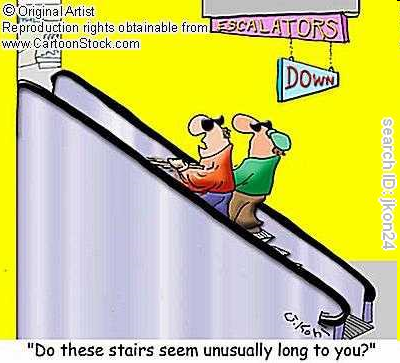 © Original Artist
Reproduction rights obtainable from
www.CartoonStock.com
ESCALATORS
DOWN
search ID: jkon24
"Do these stairs seem unusually long to you?"